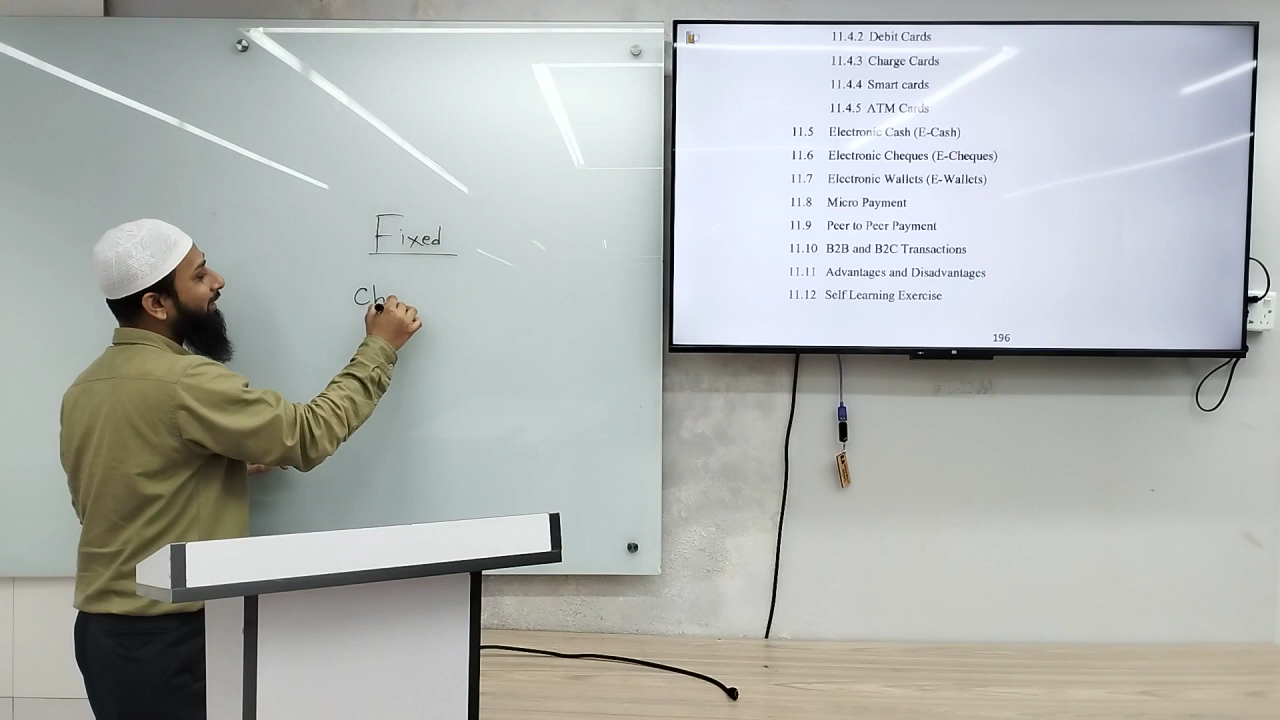 Fixed
Ch
11.4.2 Debit Cards
11.4.3 Charge Cards
11.4.4 Smart cards
11.4.5 ATM Cards
11.5 Electronic Cash (E-Cash)
11.6 Electronic Cheques (E-Cheques)
11.7 Electronic Wallets (E-Wallets)
11.8 Micro Payment
11.9 Peer to Peer Payment
11.10 B2B and B2C Transactions
11.11 Advantages and Disadvantages
11.12 Self Learning Exercise
196